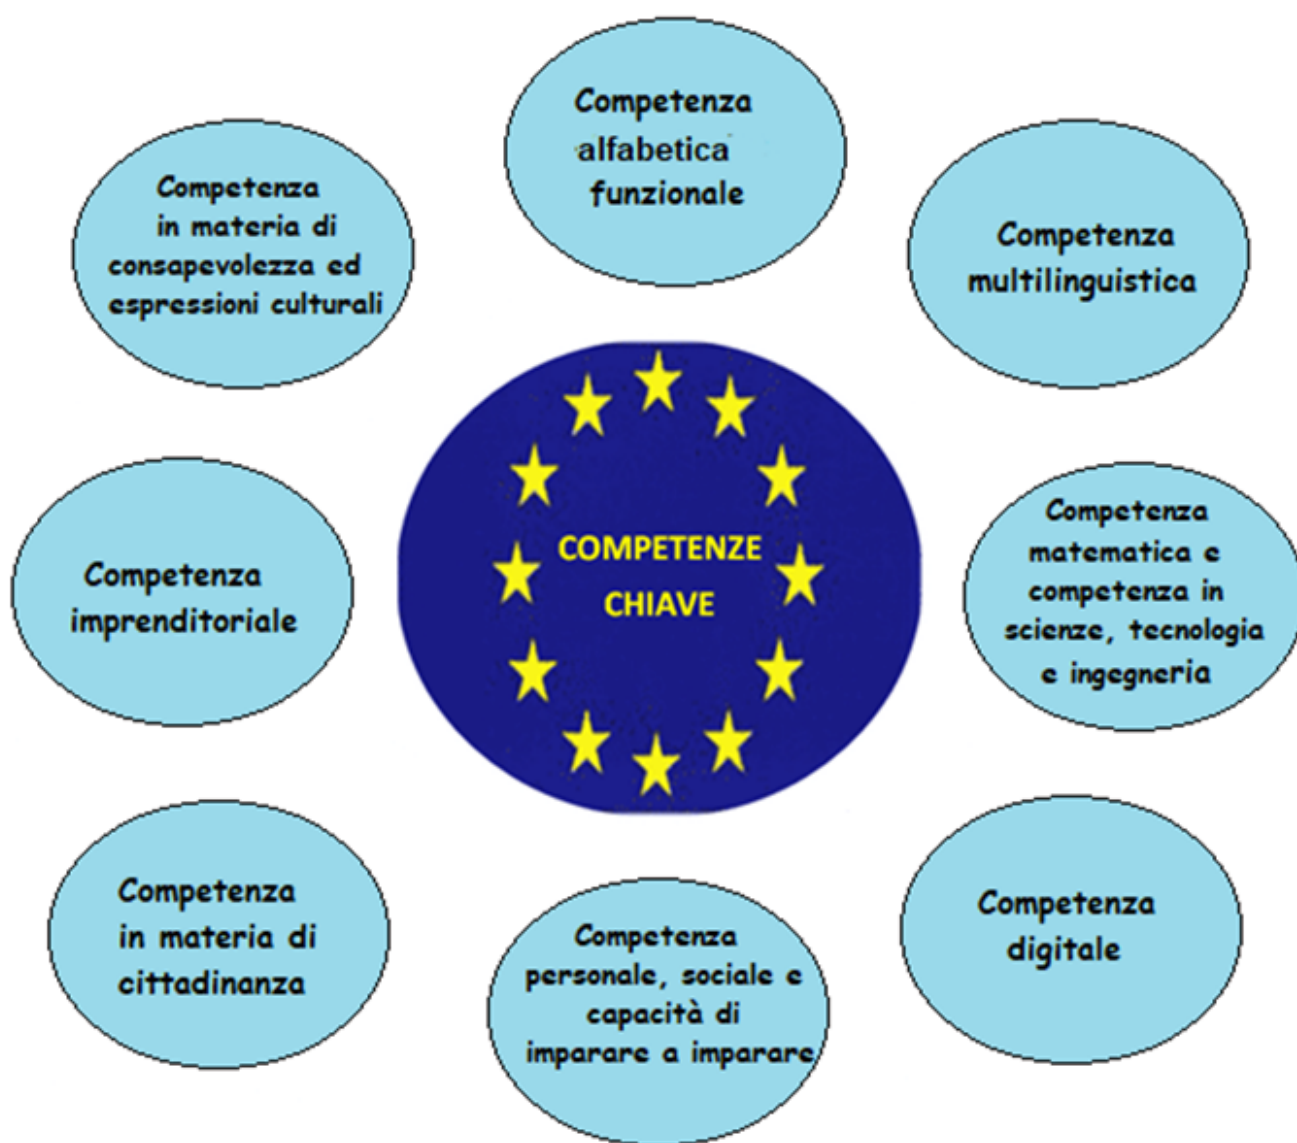 Competenza
alfabetica
funzionale
Competenza
multilinguistica
Competenza
matematica e
competenza in
scienze, tecnologia
e ingegneria
Competenza
digitale
Competenza
personale, sociale e
capacità di
imparare a imparare
Competenza
in materia di
cittadinanza
Competenza
imprenditoriale
Competenza
in materia di
consapevolezza ed
espressioni culturali
COMPETENZE
CHIAVE